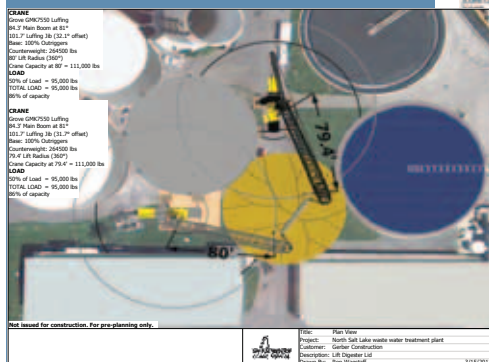 CRANE
Grove GMK7550 Luffing
84.3' Main Boom at 81°
101.7' Luffing Jib (32.1° offset)
Base: 100% Outriggers
Counterweight: 264500 lbs
80' Lift Radius (360°)
Crane Capacity at 80' = 111,000 lbs
LOAD
50% of Load = 95,000 lbs
TOTAL LOAD = 95,000 lbs
86% of capacity
CRANE
Grove GMK7550 Luffing
84.3' Main Boom at 81°
101.7' Luffing Jib (31.7° offset)
Base: 100% Outriggers
Counterweight: 264500 lbs
79.4' Lift Radius (360°)
Crane Capacity at 79.4' = 111,000 lbs
LOAD
50% of Load = 95,000 lbs
TOTAL LOAD = 95,000 lbs
86% of capacity
79.4'
80'
Not issued for construction. For pre-planning only.
Title: Plan View
Project: North Salt Lake waste water treatment plant
Customer: Gerber Construction
Description: Lift Digester Lid